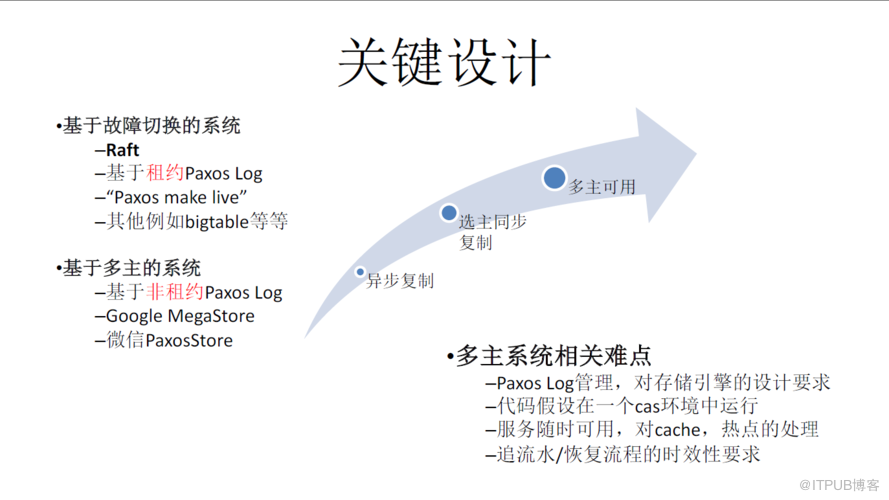 关键设计
•基于故障切换的系统
–Raft
–基于租约Paxos Log
–“Paxos make live”
–其他例如bigtable等等
•基于多主的系统
–基于非租约Paxos Log
–Google MegaStore
–微信PaxosStore
异步复制
选主同步
复制
多主可用
•多主系统相关难点
–Paxos Log管理，对存储引擎的设计要求
–代码假设在一个cas环境中运行
–服务随时可用，对cache，热点的处理
–追流水/恢复流程的时效性要求
@ITPUB博客